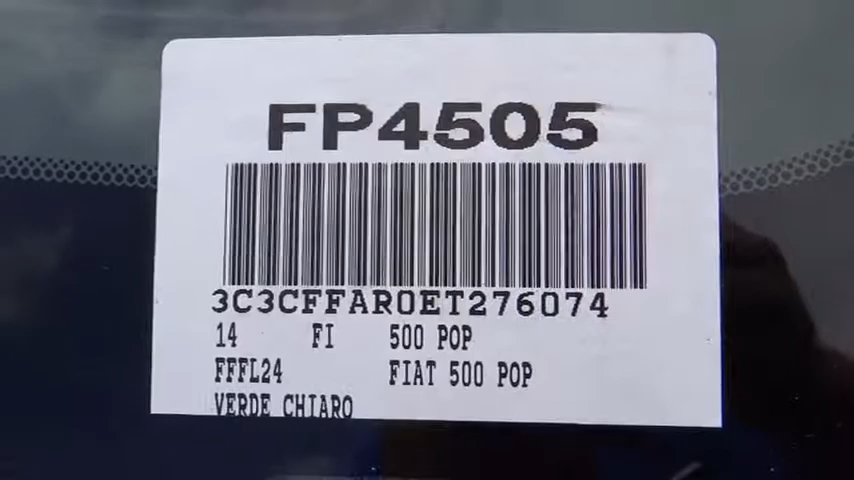 FP4505
3C3CFFAR0ET276074
14 FI 500 POP
FFFL24 FIAT 500 POP
VERDE CHIARO